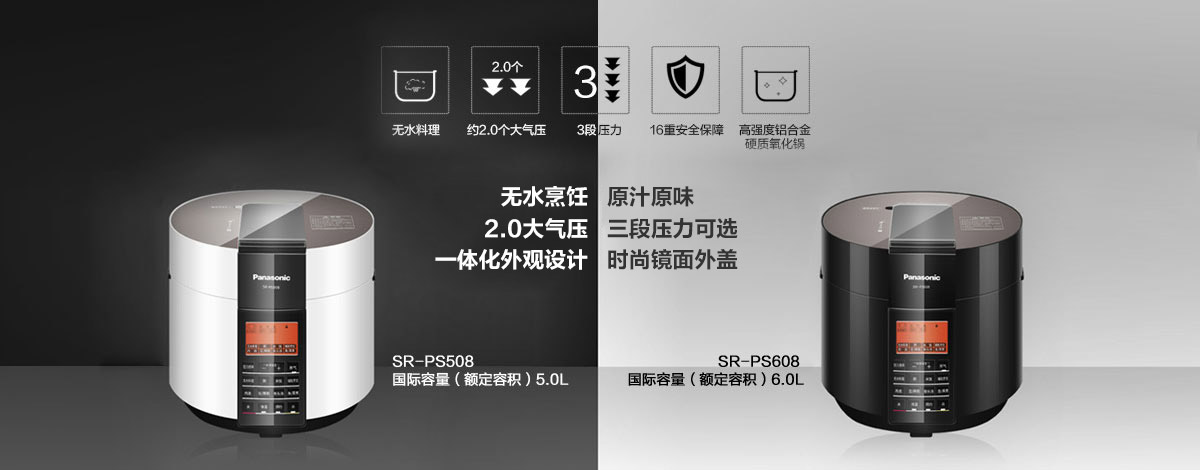 2.0个
3
无水料理
约2.0个大气压
3段压力
16重安全保障
高强度铝合金
硬质氧化锅
无水烹饪
原汁原味
2.0大气压
三段压力可选
一体化外观设计
时尚镜面外盖
Panasonic
Panasonic
SR-PS508
国际容量（额定容积）5.0L
SR-PS608
国际容量（额定容积）6.0L